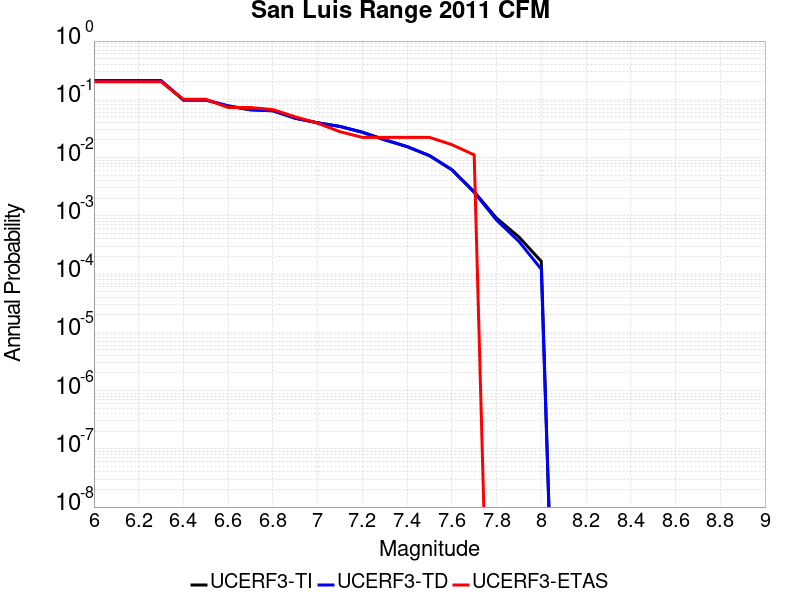 San Luis Range 2011 CFM
10^0
10^-1
10^-2
10^-3
10^-4
10^-5
10^-6
10^-7
10^-8
Annual Probability
6 6.2 6.4 6.6 6.8 7 7.2 7.4 7.6 7.8 8 8.2 8.4 8.6 8.8 9
Magnitude
UCERF3-TI UCERF3-TD UCERF3-ETAS